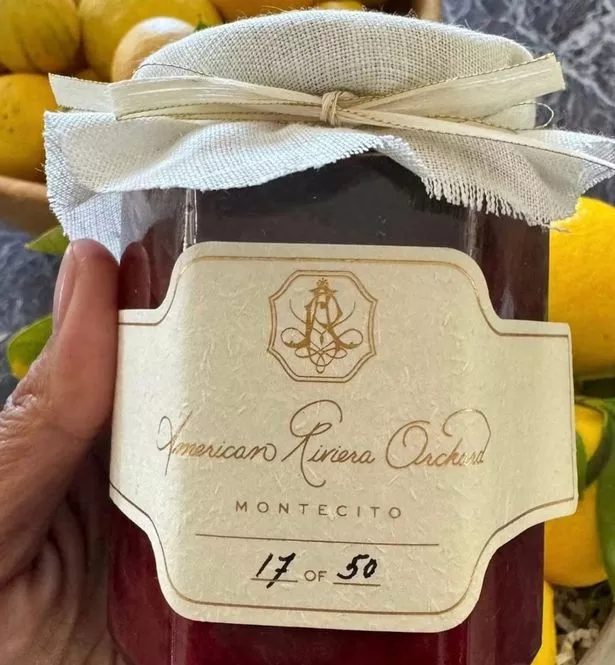 American Riviera Orchard
MONTECITO
17 OF 50